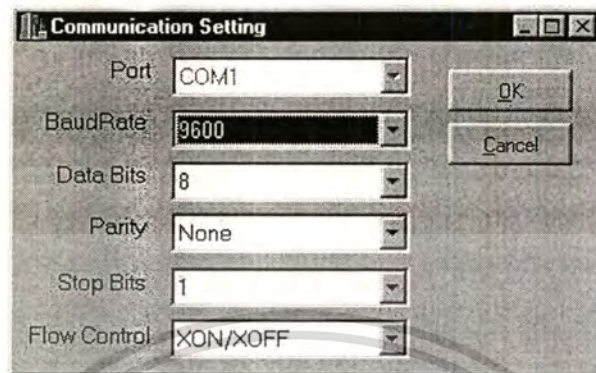 Communication Setting
Port COM1
OK
BaudRate 9600
Cancel
Data Bits 8
Parity None
Stop Bits 1
Flow Control XON/XOFF